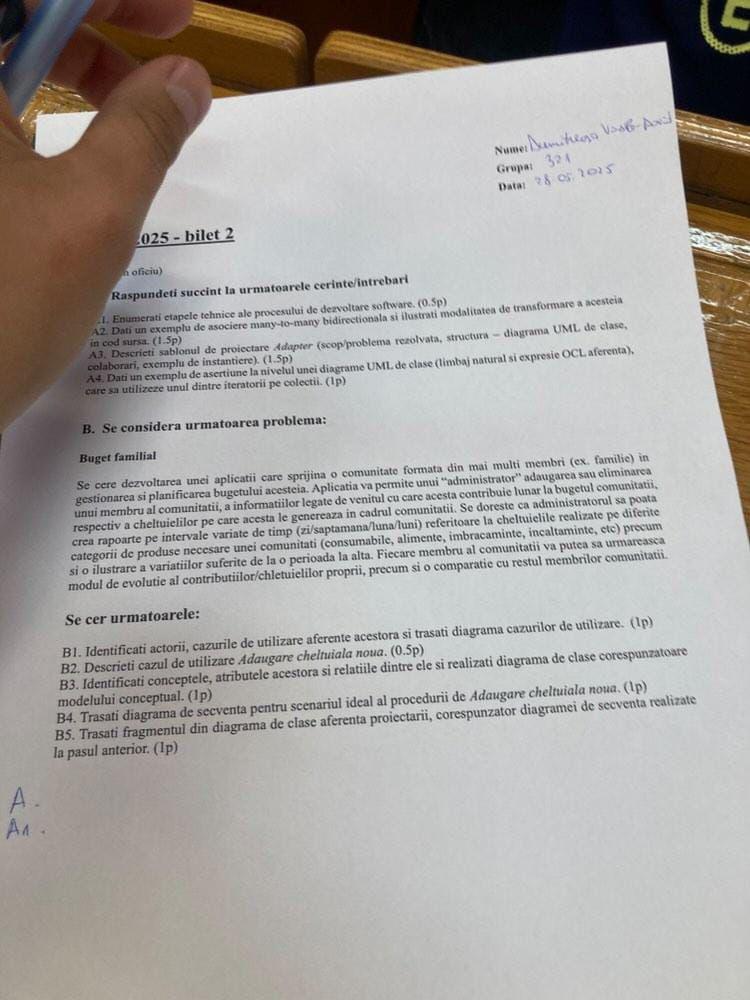 Nume:
Grupa: 321
Data: 28.05.2025
.025 - bilet 2
n oficiu)
Raspundeti succint la urmatoarele cerinte/intrebari
.1. Enumerati etapele tehnice ale procesului de dezvoltare software. (0.5p)
A2. Dati un exemplu de asociere many-to-many bidirectionala si ilustrati modalitatea de transformare a acesteia
in cod sursa. (1.5p)
A3. Descrieti sablonul de proiectare Adapter (scop/problema rezolvata, structura – diagrama UML de clase,
colaborari, exemplu de instantiere). (1.5p)
A4. Dati un exemplu de asertiune la nivelul unei diagrame UML de clase (limbaj natural si expresie OCL aferenta),
care sa utilizeze unul dintre iteratorii pe colectii. (1p)
B. Se considera urmatoarea problema:
Buget familial
Se cere dezvoltarea unei aplicatii care sprijina o comunitate formata din mai multi membri (ex. familie) in
gestionarea si planificarea bugetului acesteia. Aplicatia va permite unui “administrator” adaugarea sau eliminarea
unui membru al comunitatii, a informatiilor legate de venitul cu care acesta contribuie lunar la bugetul comunitatii,
respectiv a cheltuielilor pe care acesta le genereaza in cadrul comunitatii. Se doreste ca administratorul sa poata
crea rapoarte pe intervale variate de timp (zi/saptamana/luna/luni) referitoare la cheltuielile realizate pe diferite
categorii de produse necesare unei comunitati (consumabile, alimente, imbracaminte, incaltaminte, etc) precum
si o ilustrare a variatiilor suferite de la o perioada la alta. Fiecare membru al comunitatii va putea sa urmareasca
modul de evolutie al contributiilor/chletuielilor proprii, precum si o comparatie cu restul membrilor comunitatii.
Se cer urmatoarele:
B1. Identificati actorii, cazurile de utilizare aferente acestora si trasati diagrama cazurilor de utilizare. (1p)
B2. Descrieti cazul de utilizare Adaugare cheltuiala noua. (0.5p)
B3. Identificati conceptele, atributele acestora si relatiile dintre ele si realizati diagrama de clase corespunzatoare
modelului conceptual. (1p)
B4. Trasati diagrama de secventa pentru scenariul ideal al procedurii de Adaugare cheltuiala noua. (1p)
B5. Trasati fragmentul din diagrama de clase aferenta proiectarii, corespunzator diagramei de secventa realizate
la pasul anterior. (1p)
A.
A1.